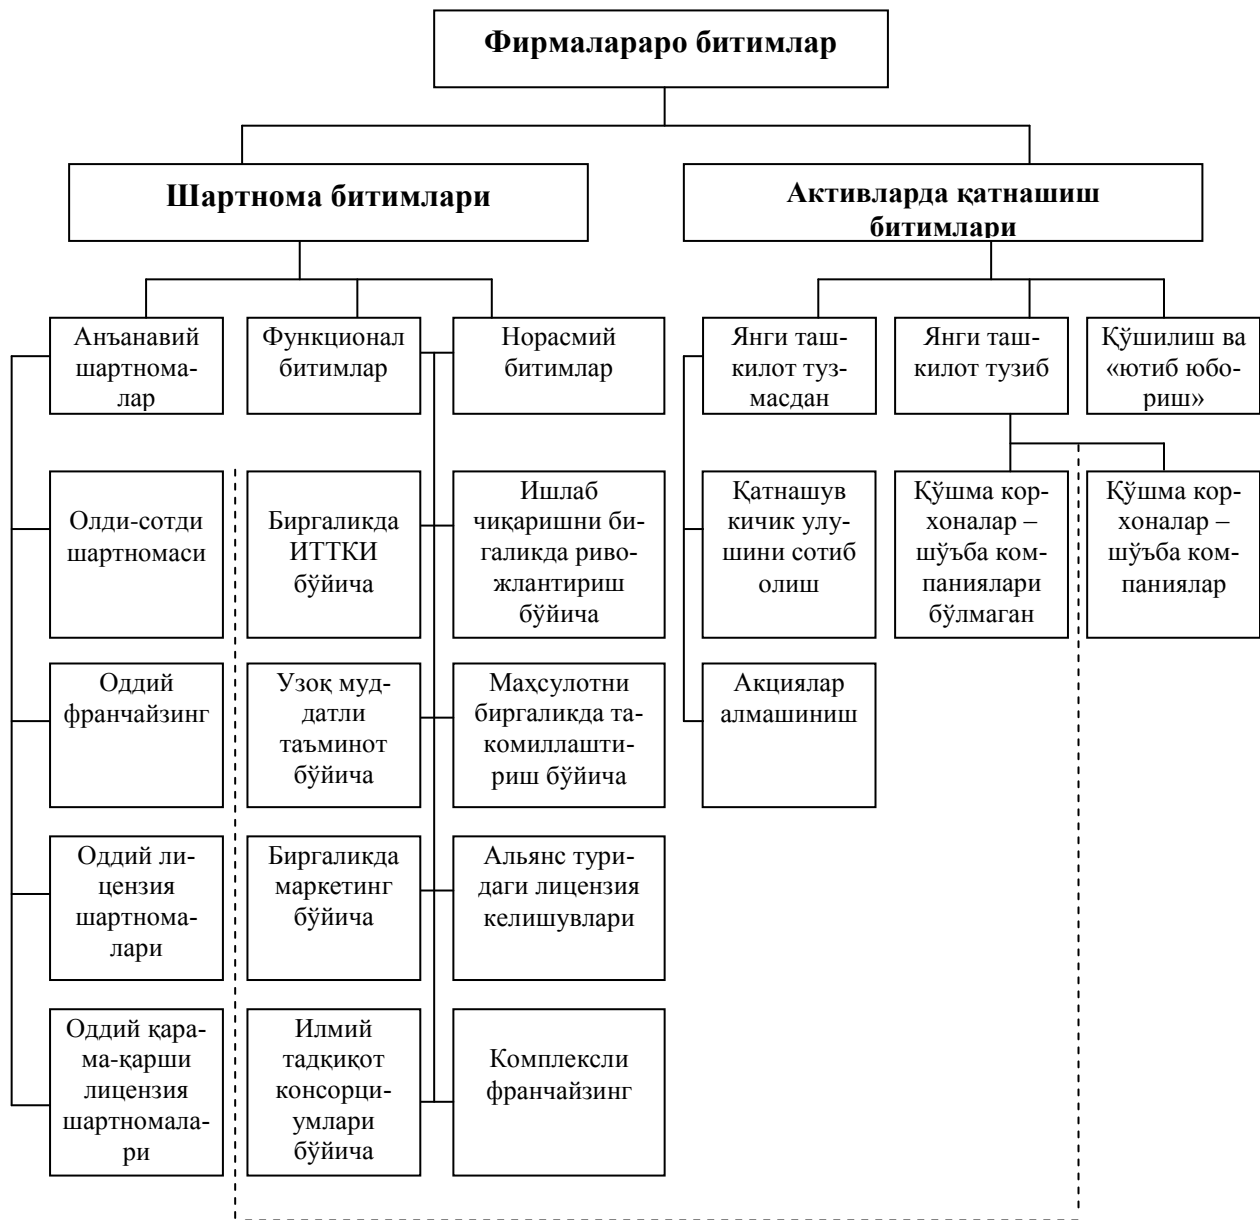 Фирмалараро битимлар
Шартнома битимлари
Активларда қатнашиш
битимлари
Анъанавий
шартнома-
лар
Функционал
битимлар
Норасмий
битимлар
Янги таш-
килот туз-
масдан
Янги таш-
килот тузиб
Қўшилиш ва
«ютиб юбо-
риш»
Олди-сотди
шартномаси
Биргаликда
ИТТКИ
бўйича
Ишлаб
чиқаришни би-
галикда риво-
жлантириш
бўйича
Қатнашув
кичик улу-
шини сотиб
олиш
Қўшма кор-
хоналар –
шўъба ком-
паниялари
бўлмаган
Қўшма кор-
хоналар –
шўъба ком-
паниялар
Оддий
франчайзинг
Узоқ муд-
датли
таъминот
бўйича
Маҳсулотни
биргаликда та-
комиллашти-
риш бўйича
Акциялар
алмашиниш
Оддий ли-
цензия
шартнома-
лари
Биргаликда
маркетинг
бўйича
Альянс тури-
даги лицензия
келишувлари
Оддий қара-
ма-қарши
лицензия
шартномала-
ри
Илмий
тадқиқот
консорци-
умлари
бўйича
Комплексли
франчайзинг